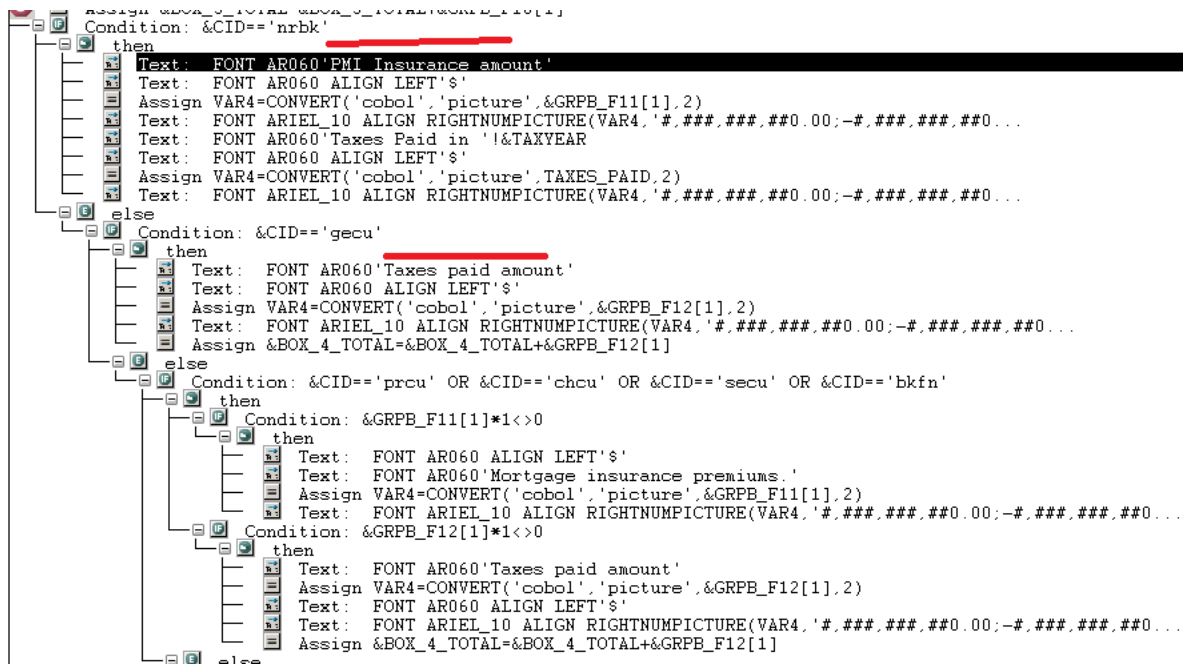 Assign &BOX_5_TOTAL=&BOX_5_TOTAL+&GRPB_F10[1]
Condition: &CID=='nrbk'
then
Text: FONT AR060'PMI Insurance amount'
Text: FONT AR060 ALIGN LEFT'$'
Assign VAR4=CONVERT('cobol','picture',&GRPB_F11[1],2)
Text: FONT ARIEL_10 ALIGN RIGHTNUMPICTURE(VAR4,'#,###,###,##0.00;-#,###,###,##0...
Text: FONT AR060'Taxes Paid in '!&TAXYEAR
Text: FONT AR060 ALIGN LEFT'$'
Assign VAR4=CONVERT('cobol','picture',TAXES_PAID,2)
Text: FONT ARIEL_10 ALIGN RIGHTNUMPICTURE(VAR4,'#,###,###,##0.00;-#,###,###,##0...
else
Condition: &CID=='gecu'
then
Text: FONT AR060'Taxes paid amount'
Text: FONT AR060 ALIGN LEFT'$'
Assign VAR4=CONVERT('cobol','picture',&GRPB_F12[1],2)
Text: FONT ARIEL_10 ALIGN RIGHTNUMPICTURE(VAR4,'#,###,###,##0.00;-#,###,###,##0...
Assign &BOX_4_TOTAL=&BOX_4_TOTAL+&GRPB_F12[1]
else
Condition: &CID=='prcu' OR &CID=='chcu' OR &CID=='secu' OR &CID=='bkfn'
then
Condition: &GRPB_F11[1]*1<>0
then
Text: FONT AR060 ALIGN LEFT'$'
Text: FONT AR060'Mortgage insurance premiums.'
Assign VAR4=CONVERT('cobol','picture',&GRPB_F11[1],2)
Text: FONT ARIEL_10 ALIGN RIGHTNUMPICTURE(VAR4,'#,###,###,##0.00;-#,###,###,##0...
Condition: &GRPB_F12[1]*1<>0
then
Text: FONT AR060'Taxes paid amount'
Assign VAR4=CONVERT('cobol','picture',&GRPB_F12[1],2)
Text: FONT AR060 ALIGN LEFT'$'
Text: FONT ARIEL_10 ALIGN RIGHTNUMPICTURE(VAR4,'#,###,###,##0.00;-#,###,###,##0...
Assign &BOX_4_TOTAL=&BOX_4_TOTAL+&GRPB_F12[1]
else